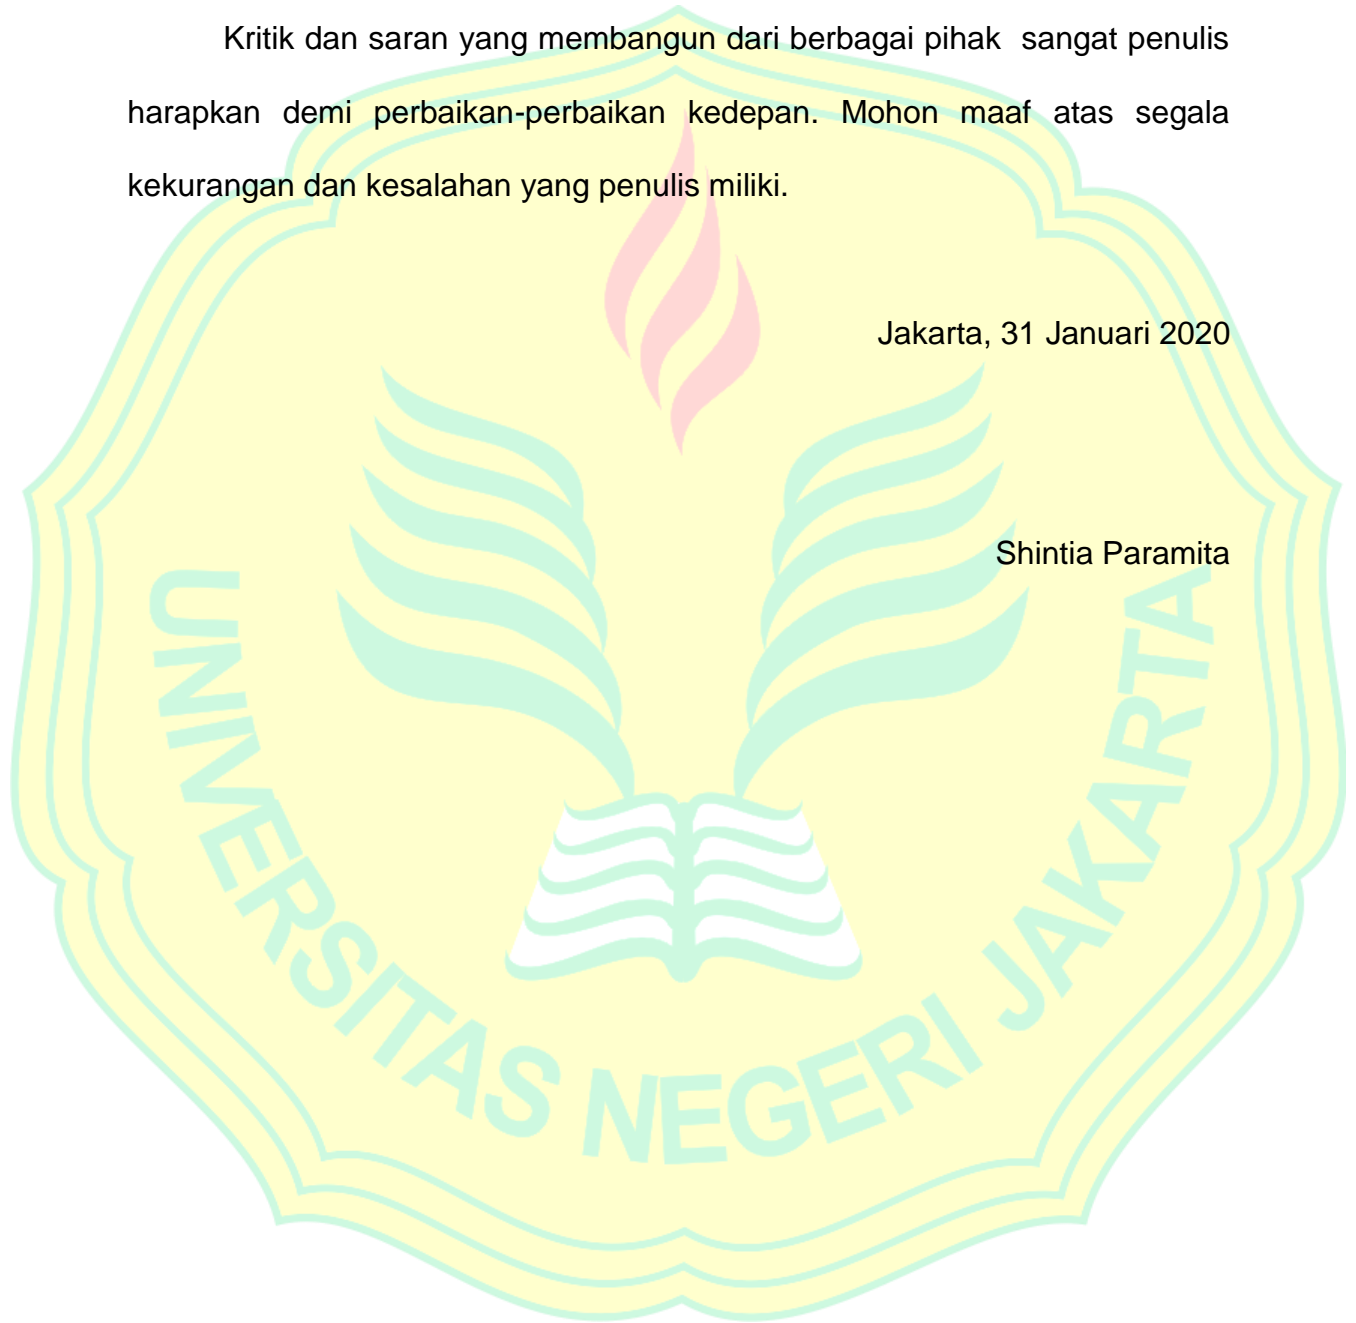 Kritik dan saran yang membangun dari berbagai pihak  sangat penulis
harapkan demi perbaikan-perbaikan kedepan. Mohon maaf atas segala
kekurangan dan kesalahan yang penulis miliki.
Jakarta, 31 Januari 2020
Shintia Paramita
UNIVERSITAS NEGERI JAKARTA